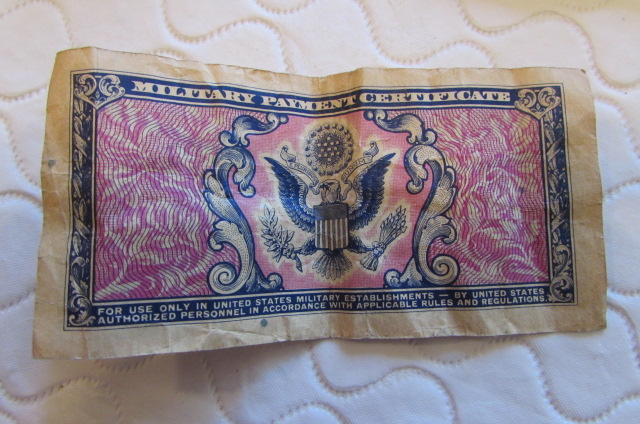 MILITARY PAYMENT CERTIFICATE
FOR USE ONLY IN UNITED STATES MILITARY ESTABLISHMENTS — BY UNITED STATES
AUTHORIZED PERSONNEL IN ACCORDANCE WITH APPLICABLE RULES AND REGULATIONS.